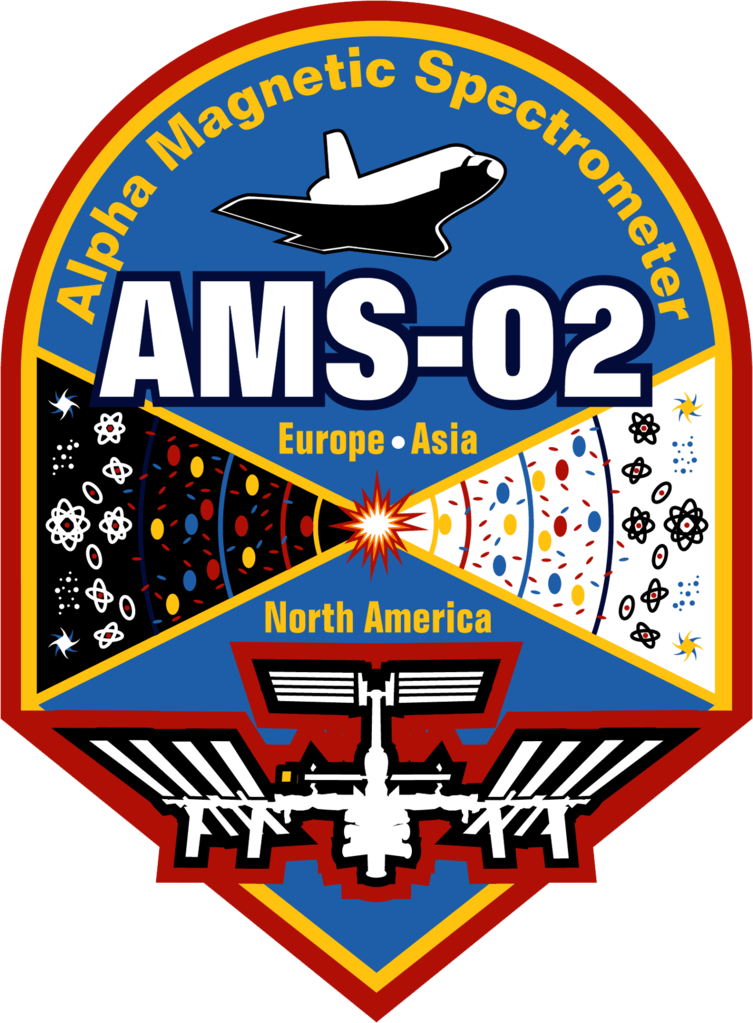 Alpha Magnetic Spectrometer
AMS-02
Europe • Asia
North America